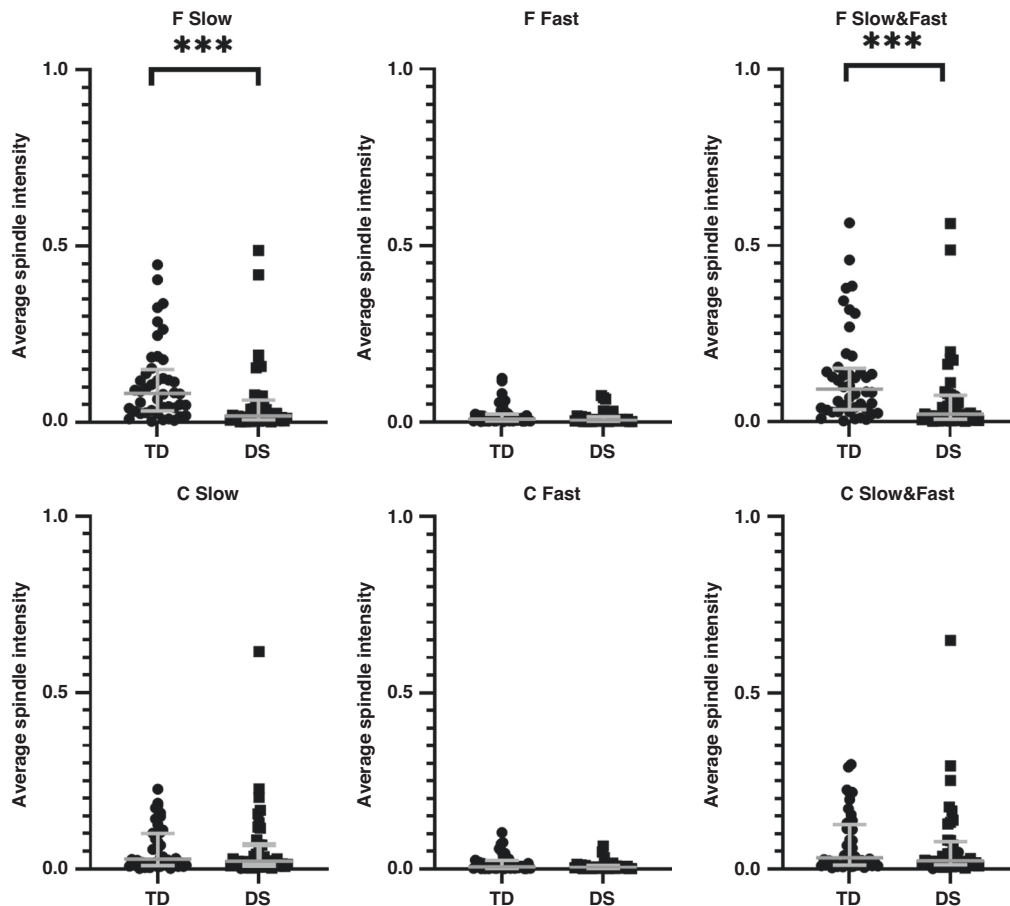 F Slow
F Fast
F Slow&Fast
***
***
1.0
1.0
1.0
Average spindle intensity
Average spindle intensity
Average spindle intensity
0.5
0.5
0.5
0.0
0.0
0.0
TD DS
TD DS
TD DS
C Slow
C Fast
C Slow&Fast
1.0
1.0
1.0
Average spindle intensity
Average spindle intensity
Average spindle intensity
0.5
0.5
0.5
0.0
0.0
0.0
TD DS
TD DS
TD DS